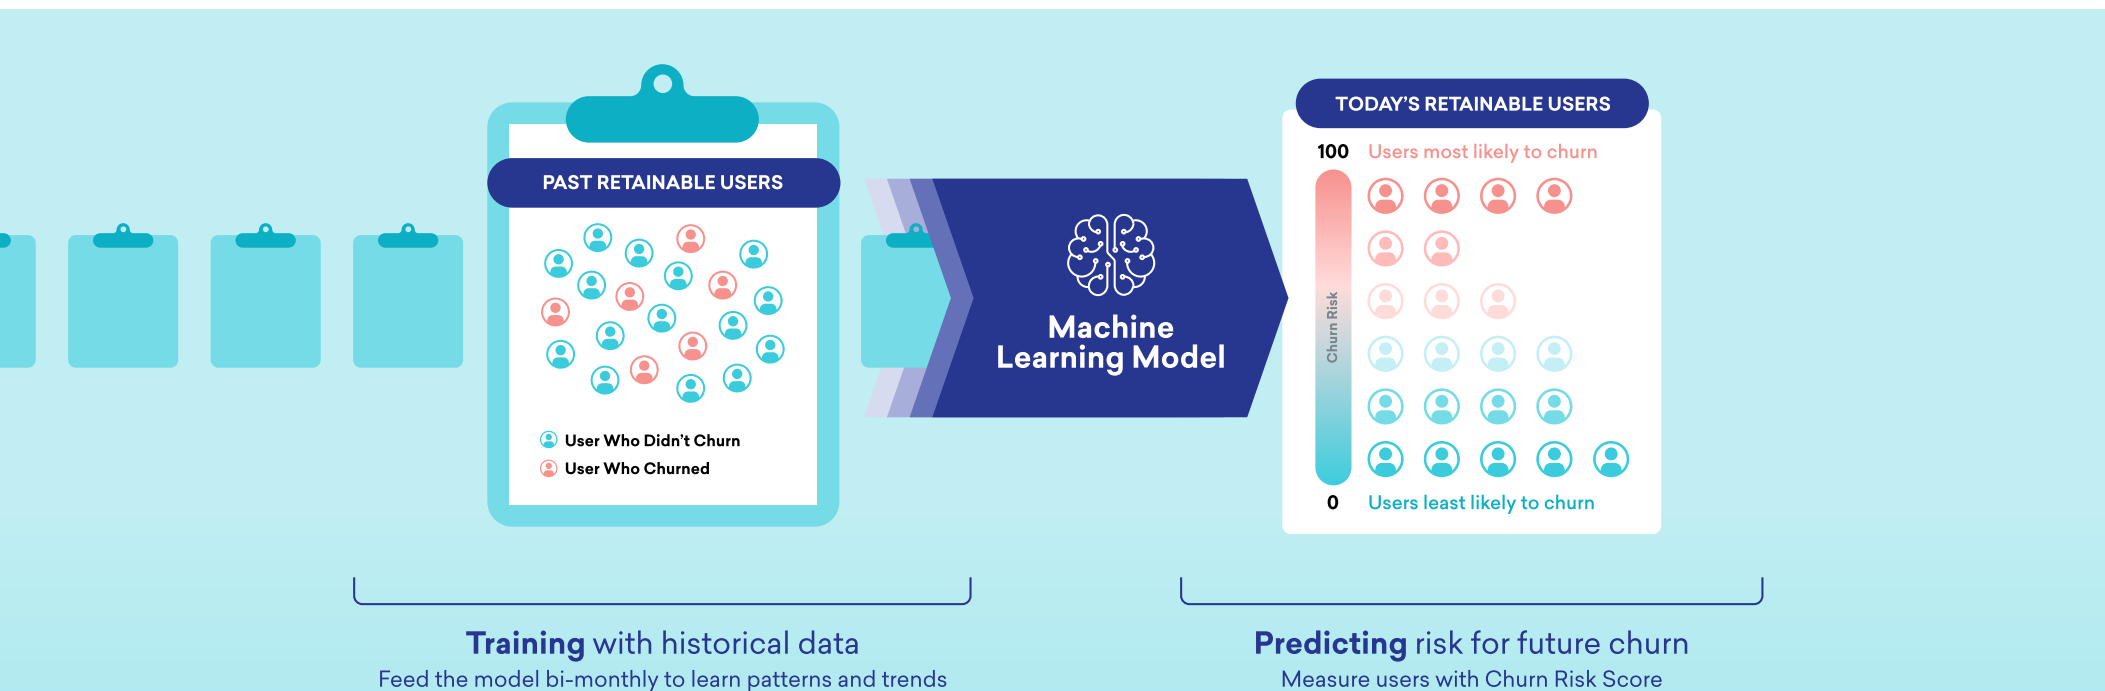 PAST RETAINABLE USERS
User Who Didn’t Churn
User Who Churned
Machine
Learning Model
TODAY’S RETAINABLE USERS
100 Users most likely to churn
Churn Risk
0 Users least likely to churn
Training with historical data
Feed the model bi-monthly to learn patterns and trends
Predicting risk for future churn
Measure users with Churn Risk Score